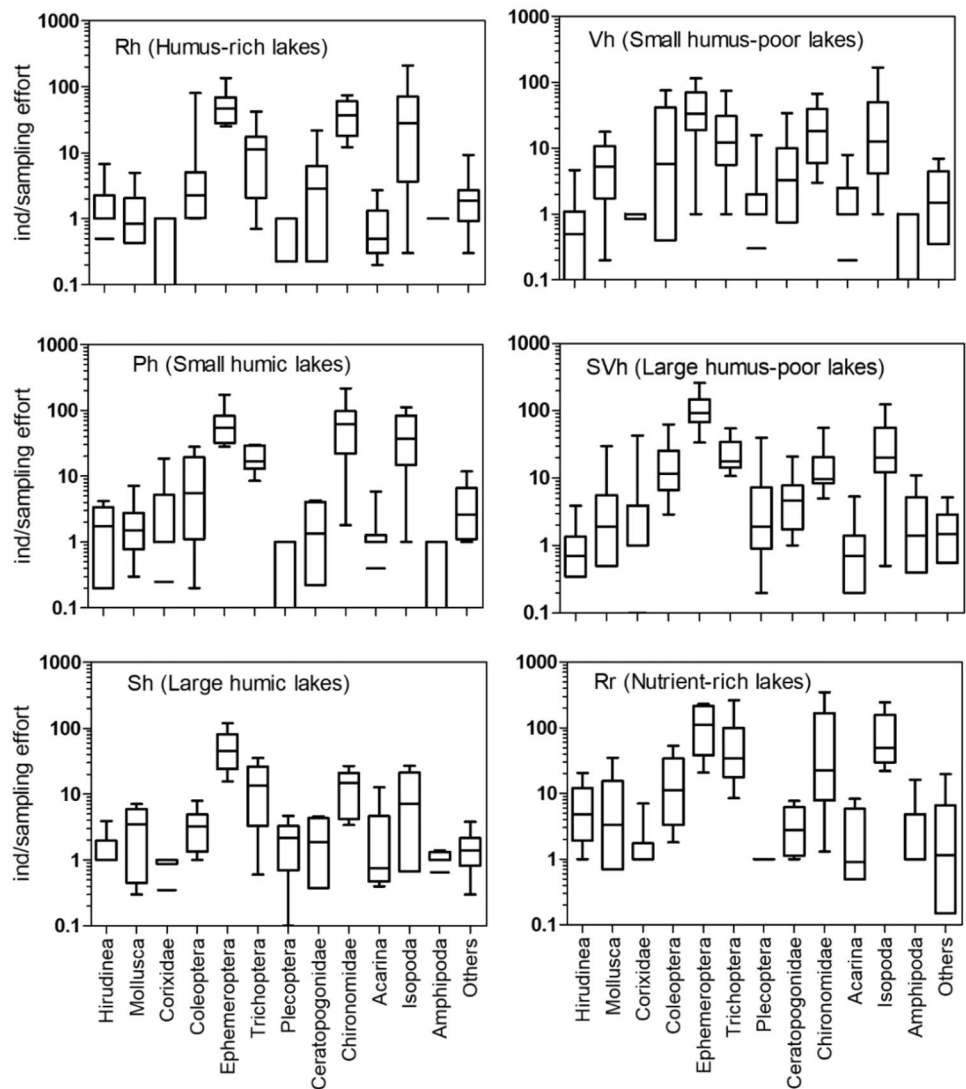 Rh (Humus-rich lakes)
1000
100
10
1
0.1
ind/sampling effort
Vh (Small humus-poor lakes)
1000
100
10
1
0.1
Ph (Small humic lakes)
1000
100
10
1
0.1
ind/sampling effort
SVh (Large humus-poor lakes)
1000
100
10
1
0.1
Sh (Large humic lakes)
1000
100
10
1
0.1
ind/sampling effort
Hirudinea
Mollusca
Corixidae
Coleoptera
Ephemeroptera
Trichoptera
Plecoptera
Ceratopogonidae
Chironomidae
Acarina
Isopoda
Amphipoda
Others
Rr (Nutrient-rich lakes)
1000
100
10
1
0.1
Hirudinea
Mollusca
Corixidae
Coleoptera
Ephemeroptera
Trichoptera
Plecoptera
Ceratopogonidae
Chironomidae
Acarina
Isopoda
Amphipoda
Others